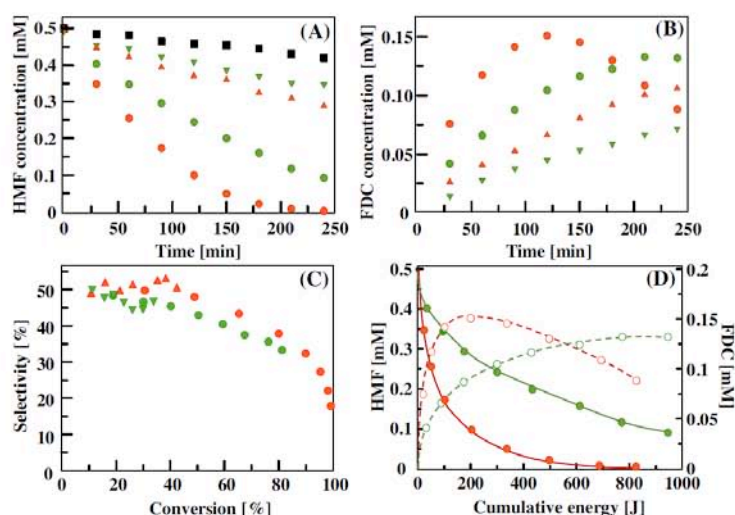 (A)
HMF concentration [mM]
0.5
0.4
0.3
0.2
0.1
0
0 50 100 150 200 250
Time [min]
(B)
FDC concentration [mM]
0.15
0.10
0.05
0
0 50 100 150 200 250
Time [min]
(C)
Selectivity [%]
50
40
30
20
10
0
0 20 40 60 80 100
Conversion [%]
(D)
HMF [mM]
0.5
0.4
0.3
0.2
0.1
0
0.2
0.15
0.1
0.05
0
FDC [mM]
0 200 400 600 800 1000
Cumulative energy [J]